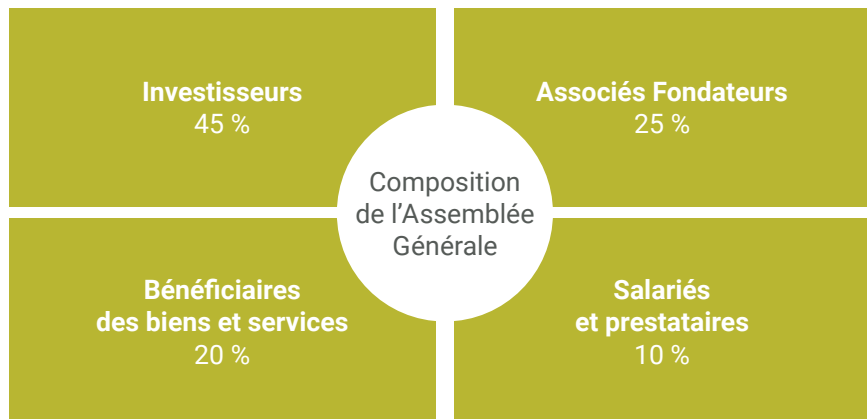 Investisseurs
45 %
Associés Fondateurs
25 %
Composition
de l’Assemblée
Générale
Bénéficiaires
des biens et services
20 %
Salariés
et prestataires
10 %